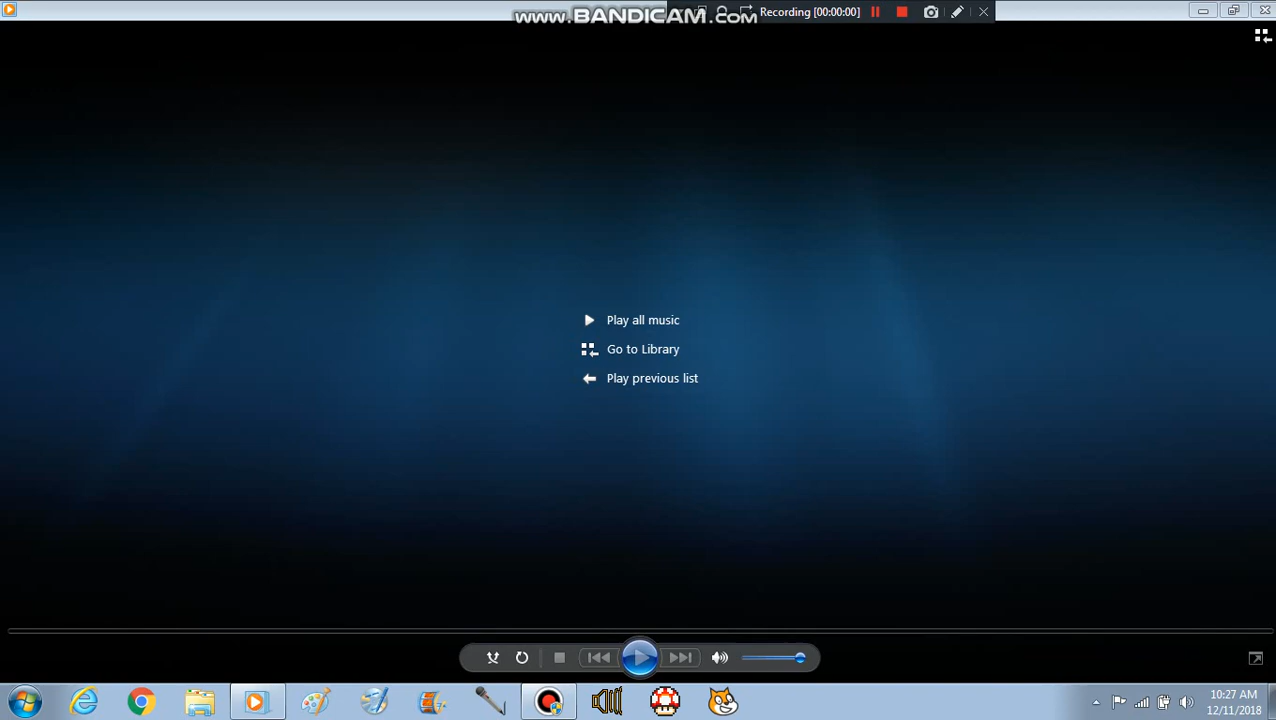 www.BANDICAM.com
Recording [00:00:00]
Play all music
Go to Library
Play previous list
10:27 AM
12/11/2018